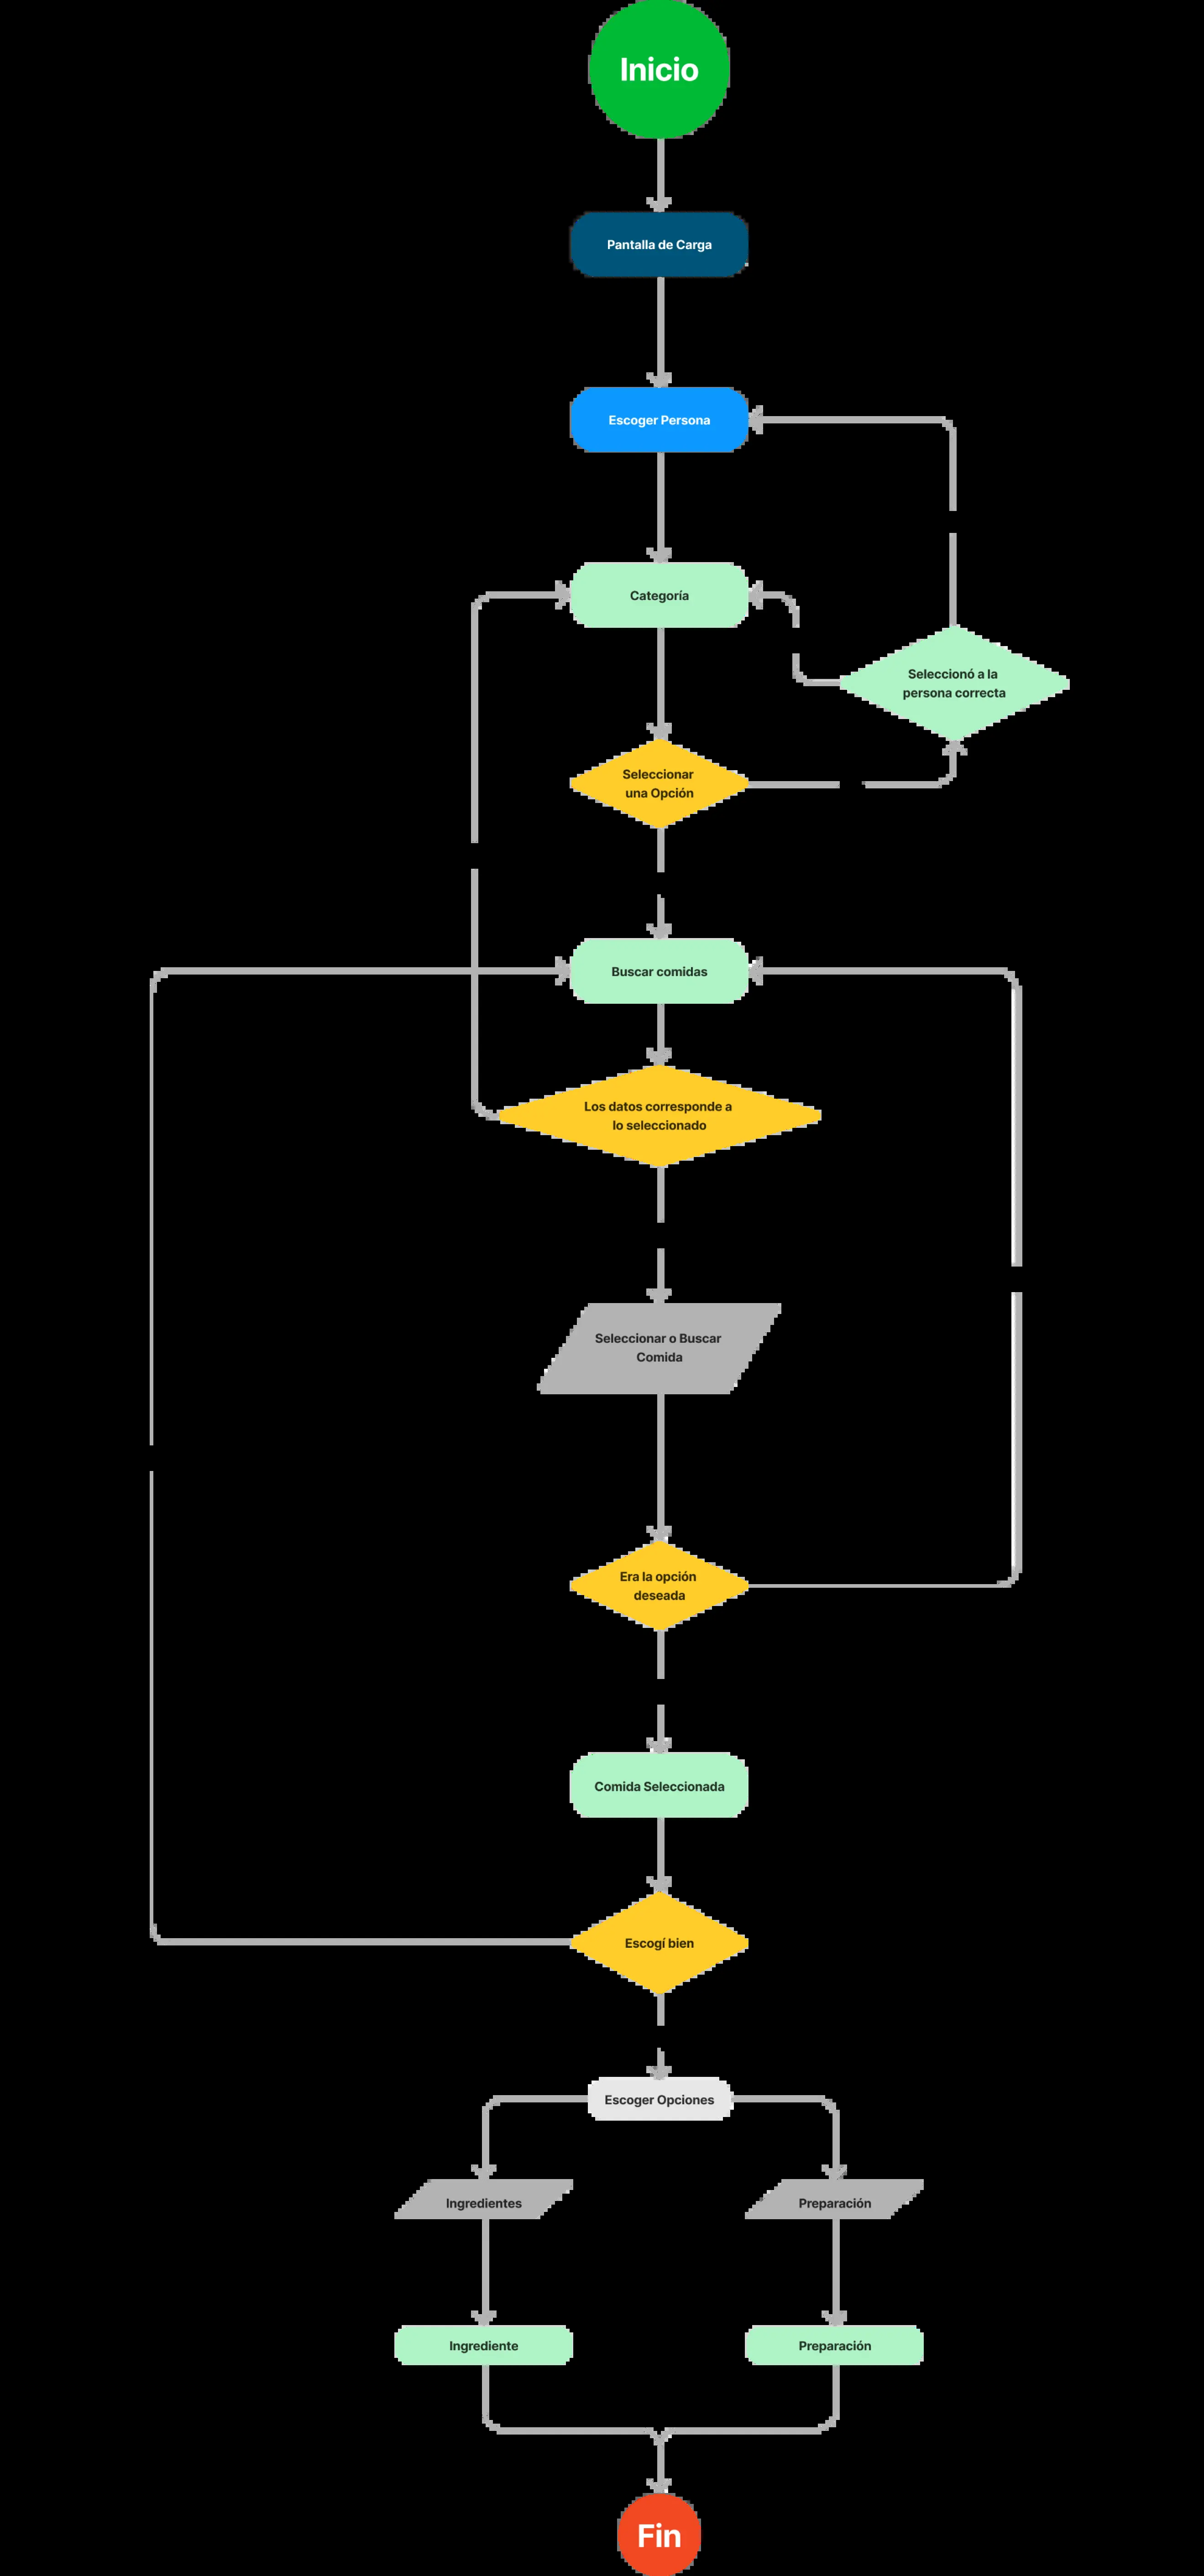 Inicio
Pantalla de Carga
Escoger Persona
Categoría
Seleccionó a la
persona correcta
Seleccionar
una Opción
Buscar comidas
Los datos corresponde a
lo seleccionado
Seleccionar o Buscar
Comida
Era la opción
deseada
Comida Seleccionada
Escogí bien
Escoger Opciones
Ingredientes
Preparación
Ingrediente
Preparación
Fin